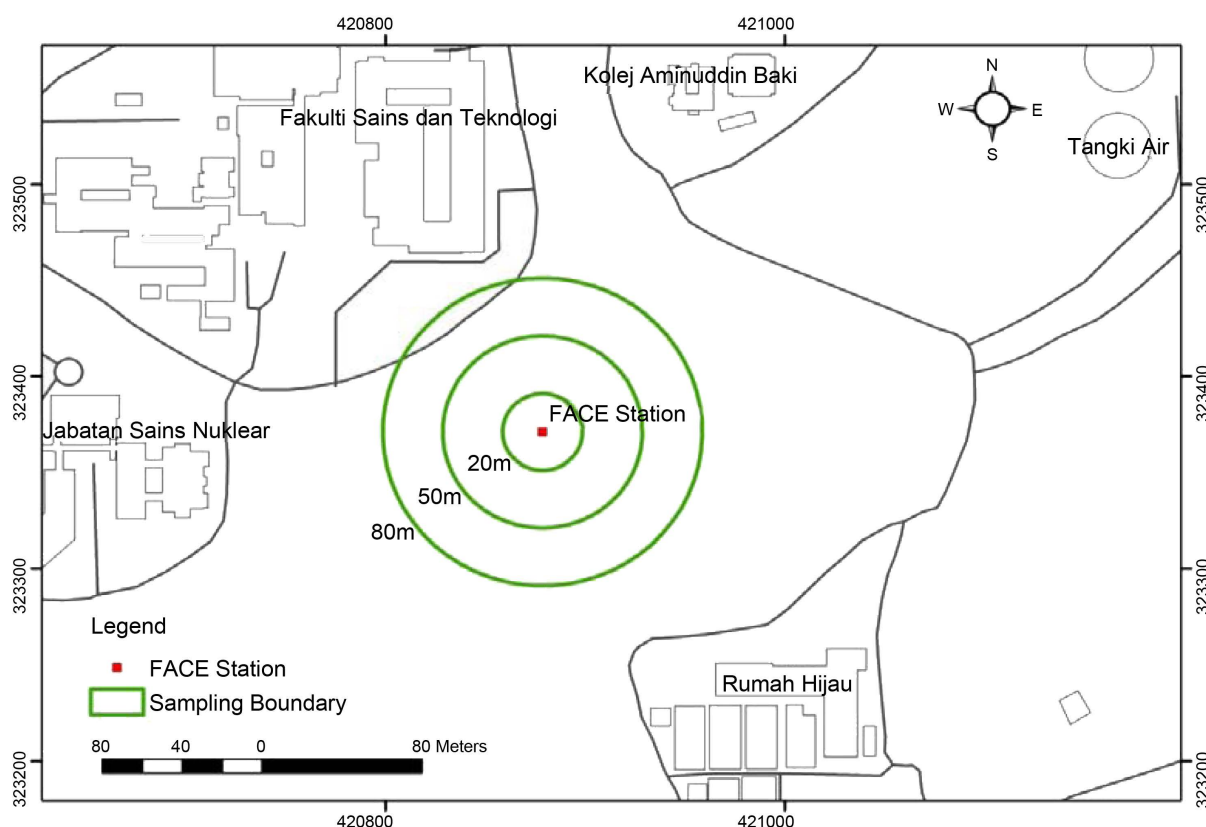 420800
421000
Kolej Aminuddin Baki
N
W
E
S
Fakulti Sains dan Teknologi
Tangki Air
323500
323500
323400
323400
FACE Station
Jabatan Sains Nuklear
20m
50m
80m
323300
323300
Legend
FACE Station
Sampling Boundary
Rumah Hijau
80
40
0
80 Meters
323200
323200
420800
421000